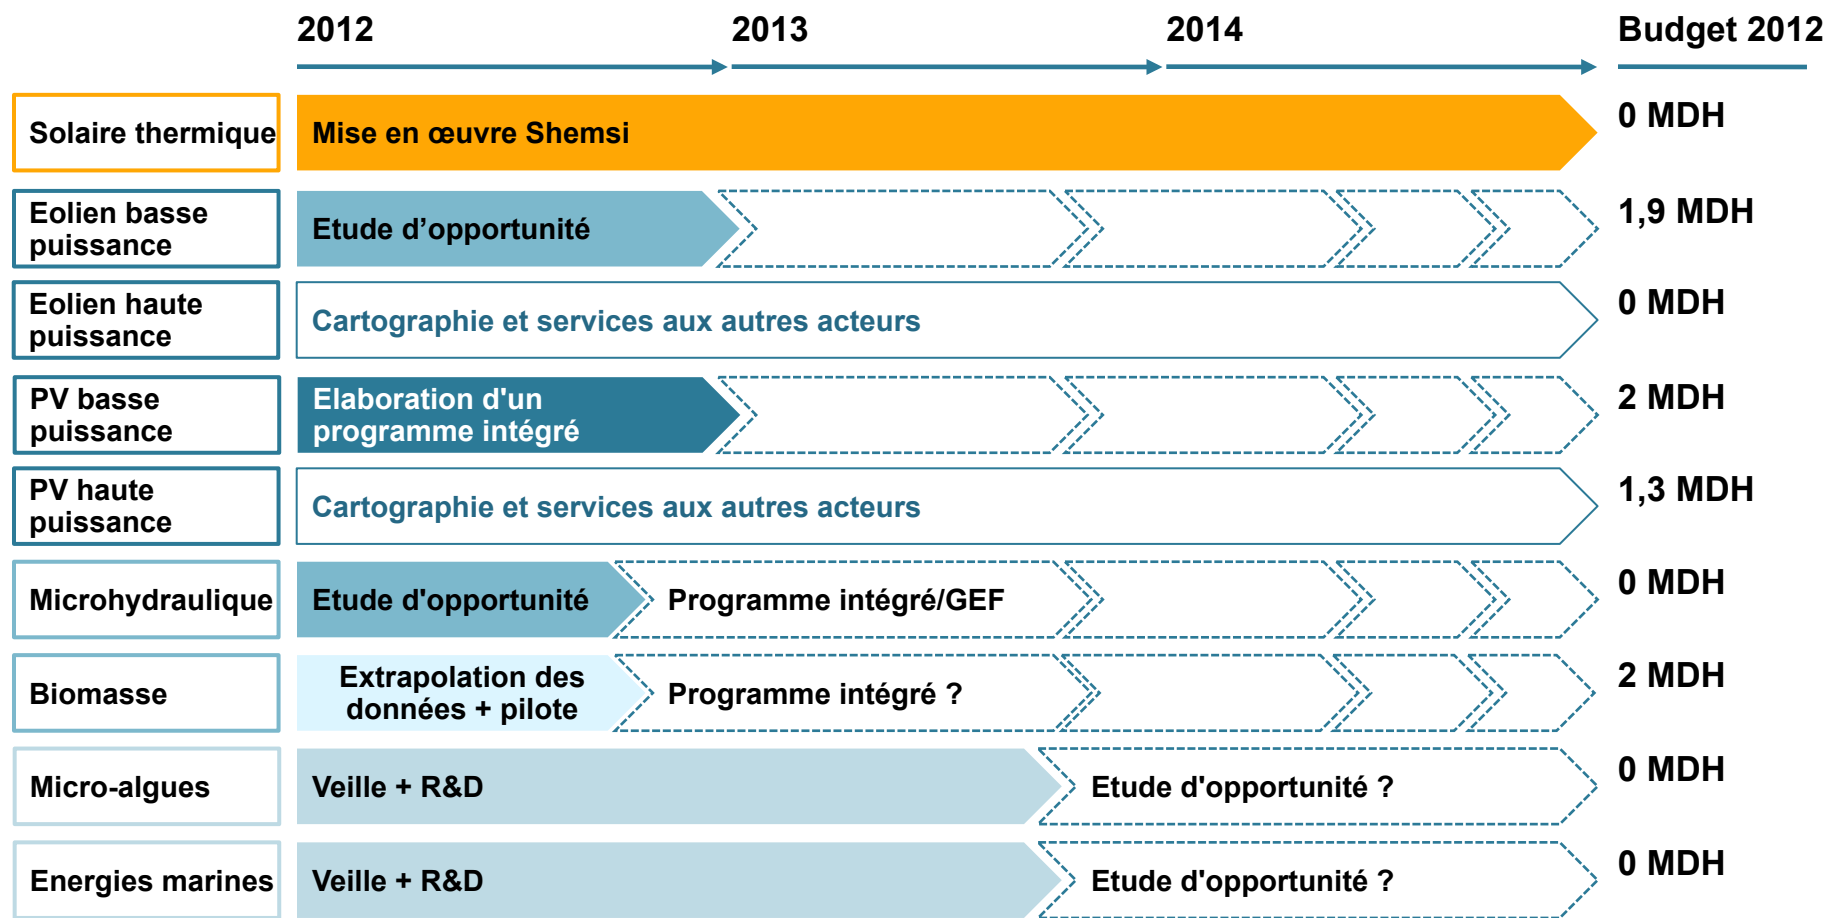 2012 2013 2014 Budget 2012
Solaire thermique Mise en œuvre Shemsi 0 MDH
Eolien basse
puissance
Etude d’opportunité
1,9 MDH
Eolien haute
puissance
Cartographie et services aux autres acteurs
0 MDH
PV basse
puissance
Elaboration d'un
programme intégré
2 MDH
PV haute
puissance
Cartographie et services aux autres acteurs
1,3 MDH
Microhydraulique Etude d'opportunité Programme intégré/GEF 0 MDH
Biomasse
Extrapolation des
données + pilote
Programme intégré ?
2 MDH
Micro-algues Veille + R&D Etude d'opportunité ? 0 MDH
Energies marines Veille + R&D Etude d'opportunité ? 0 MDH